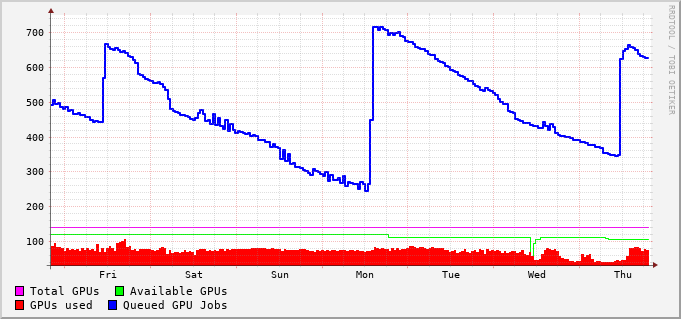 RRDTOOL / TOBI OETIKER
700
600
500
400
300
200
100
Fri Sat Sun Mon Tue Wed Thu
Total GPUs Available GPUs
GPUs used Queued GPU Jobs